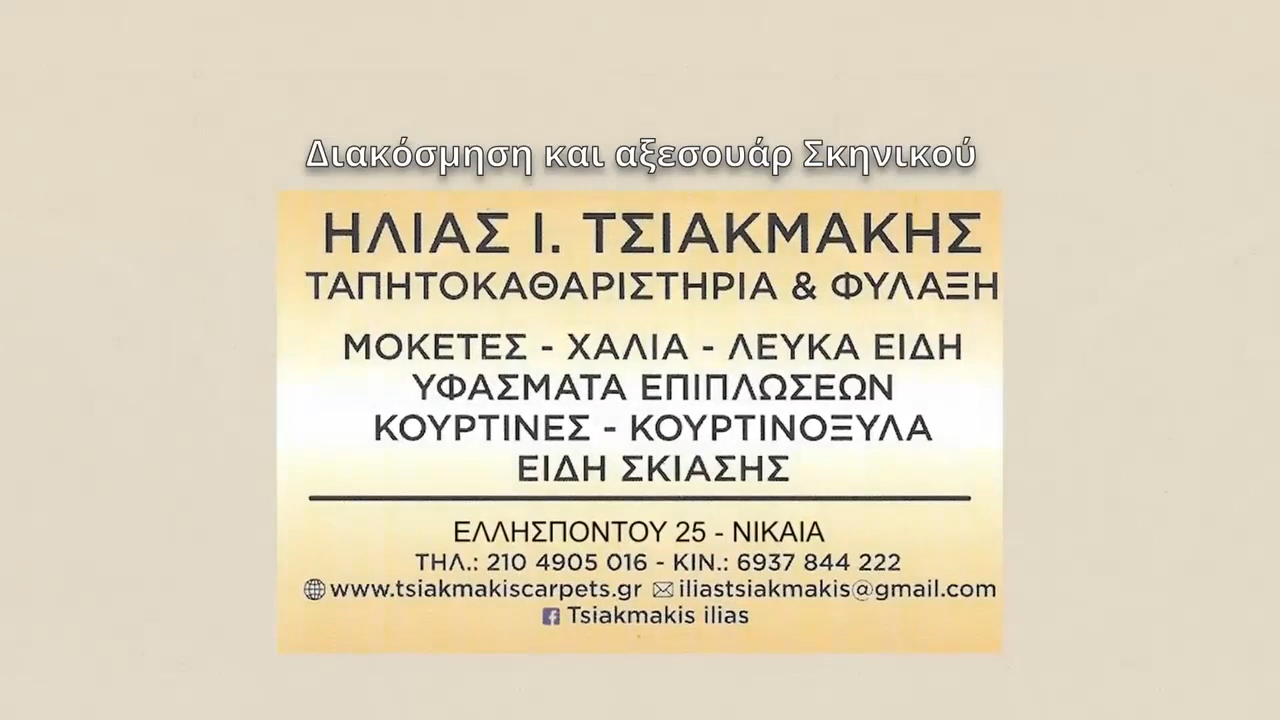 Διακόσμηση και αξεσουάρ Σκηνικού
ΗΛΙΑΣ Ι. ΤΣΙΑΚΜΑΚΗΣ
ΤΑΠΗΤΟΚΑΘΑΡΙΣΤΗΡΙΑ & ΦΥΛΑΞΗ
ΜΟΚΕΤΕΣ - ΧΑΛΙΑ - ΛΕΥΚΑ ΕΙΔΗ
ΥΦΑΣΜΑΤΑ ΕΠΙΠΛΩΣΕΩΝ
ΚΟΥΡΤΙΝΕΣ - ΚΟΥΡΤΙΝΟΞΥΛΑ
ΕΙΔΗ ΣΚΙΑΣΗΣ
ΕΛΛΗΣΠΟΝΤΟΥ 25 - ΝΙΚΑΙΑ
ΤΗΛ.: 210 4905 016 - ΚΙΝ.: 6937 844 222
www.tsiakmakiscarpets.gr iliastsiakmakis@gmail.com
Tsiakmakis ilias